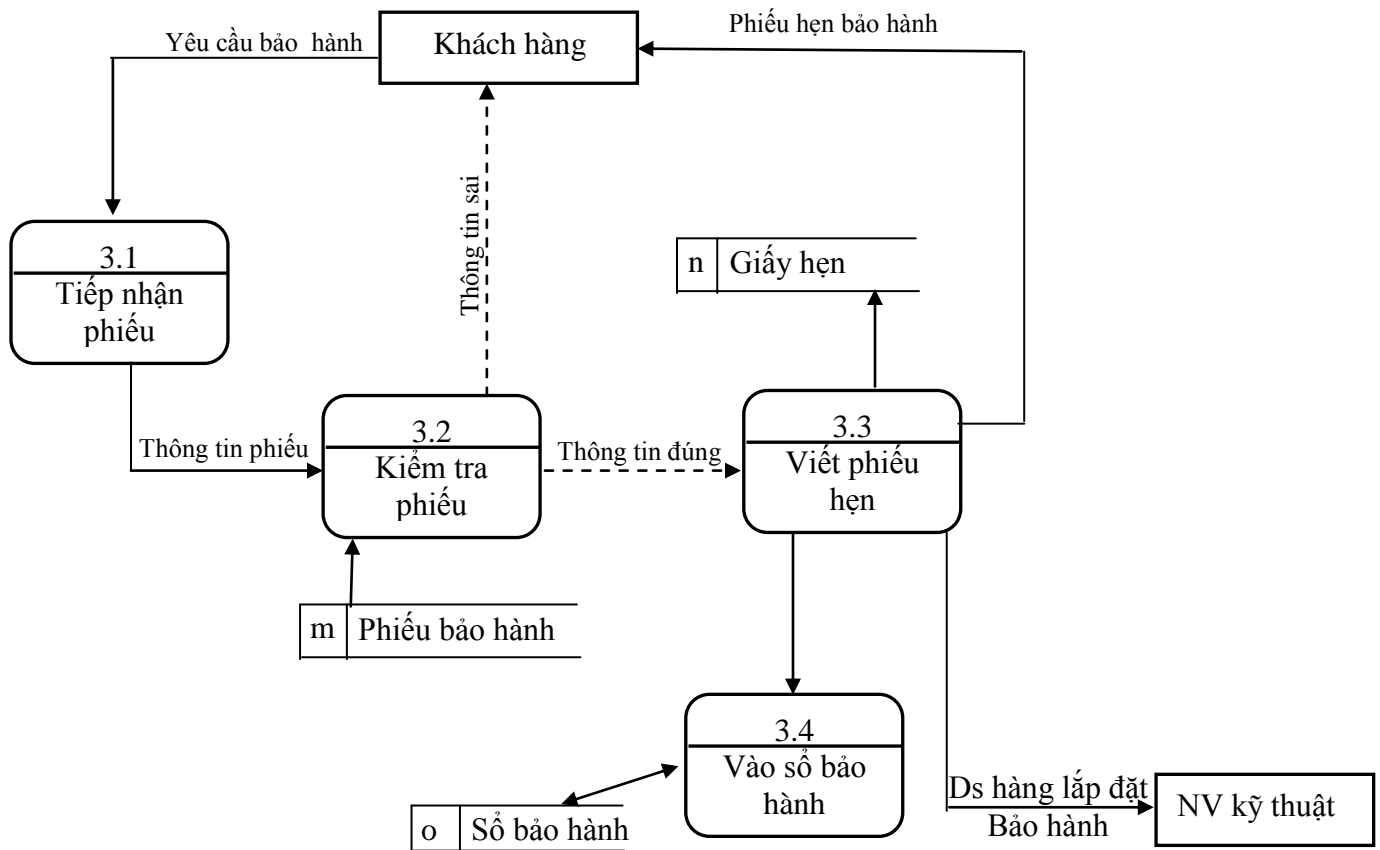 Phiếu hẹn bảo hành
Yêu cầu bảo hành
Khách hàng
Thông tin sai
3.1
Tiếp nhận
phiếu
n Giấy hẹn
Thông tin phiếu
3.2
Kiểm tra
phiếu
Thông tin đúng
3.3
Viết phiếu
hẹn
m Phiếu bảo hành
3.4
Vào sổ bảo
hành
o Sổ bảo hành
Ds hàng lắp đặt
Bảo hành
NV kỹ thuật